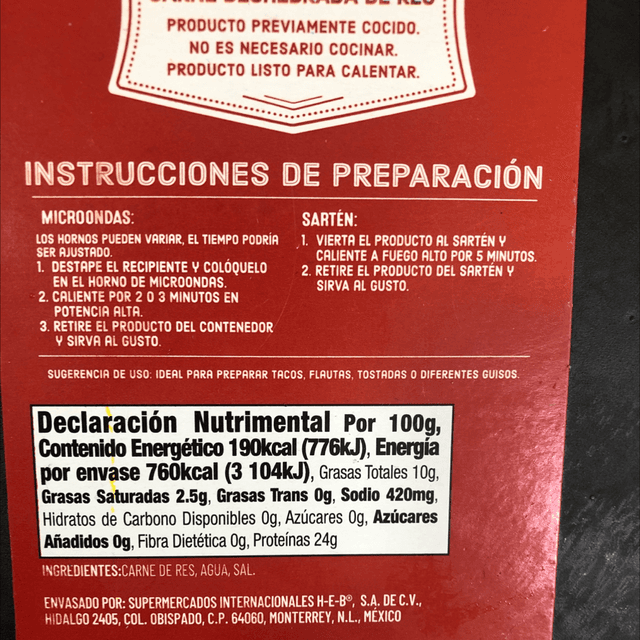 CARNE DESHEBRADA DE RES
PRODUCTO PREVIAMENTE COCIDO.
NO ES NECESARIO COCINAR.
PRODUCTO LISTO PARA CALENTAR.
INSTRUCCIONES DE PREPARACIÓN
MICROONDAS:
LOS HORNOS PUEDEN VARIAR, EL TIEMPO PODRÍA
SER AJUSTADO.
1. DESTAPE EL RECIPIENTE Y COLÓQUELO
EN EL HORNO DE MICROONDAS.
2. CALIENTE POR 2 O 3 MINUTOS EN
POTENCIA ALTA.
3. RETIRE EL PRODUCTO DEL CONTENEDOR
Y SIRVA AL GUSTO.
SARTÉN:
1. VIERTA EL PRODUCTO AL SARTÉN Y
CALIENTE A FUEGO ALTO POR 5 MINUTOS.
2. RETIRE EL PRODUCTO DEL SARTÉN Y
SIRVA AL GUSTO.
SUGERENCIA DE USO: IDEAL PARA PREPARAR TACOS, FLAUTAS, TOSTADAS O DIFERENTES GUISOS.
Declaración Nutrimental Por 100g,
Contenido Energético 190kcal (776kJ), Energía
por envase 760kcal (3 104kJ), Grasas Totales 10g,
Grasas Saturadas 2.5g, Grasas Trans 0g, Sodio 420mg,
Hidratos de Carbono Disponibles 0g, Azúcares 0g, Azúcares
Añadidos 0g, Fibra Dietética 0g, Proteínas 24g
INGREDIENTES:CARNE DE RES, AGUA, SAL.
ENVASADO POR: SUPERMERCADOS INTERNACIONALES H-E-B®, S.A. DE C.V.,
HIDALGO 2405, COL. OBISPADO, C.P. 64060, MONTERREY, N.L., MÉXICO